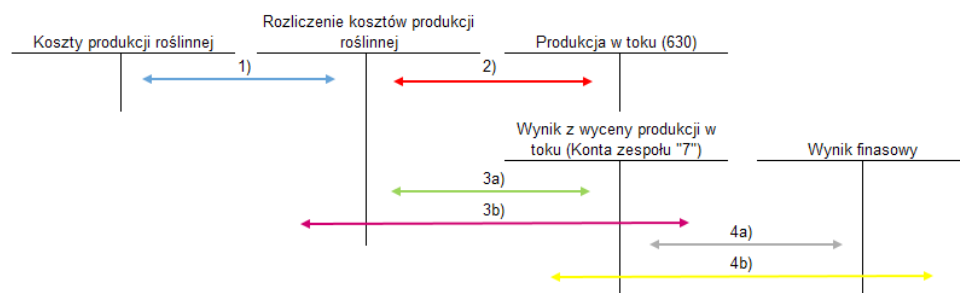 Rozliczenie kosztów produkcji
Koszty produkcji roślinnej
roślinnej
Produkcja w toku (630)
1)
2)
Wynik z wyceny produkcji w
toku (Konta zespołu "7")
Wynik finasowy
3a)
3b)
4a)
4b)